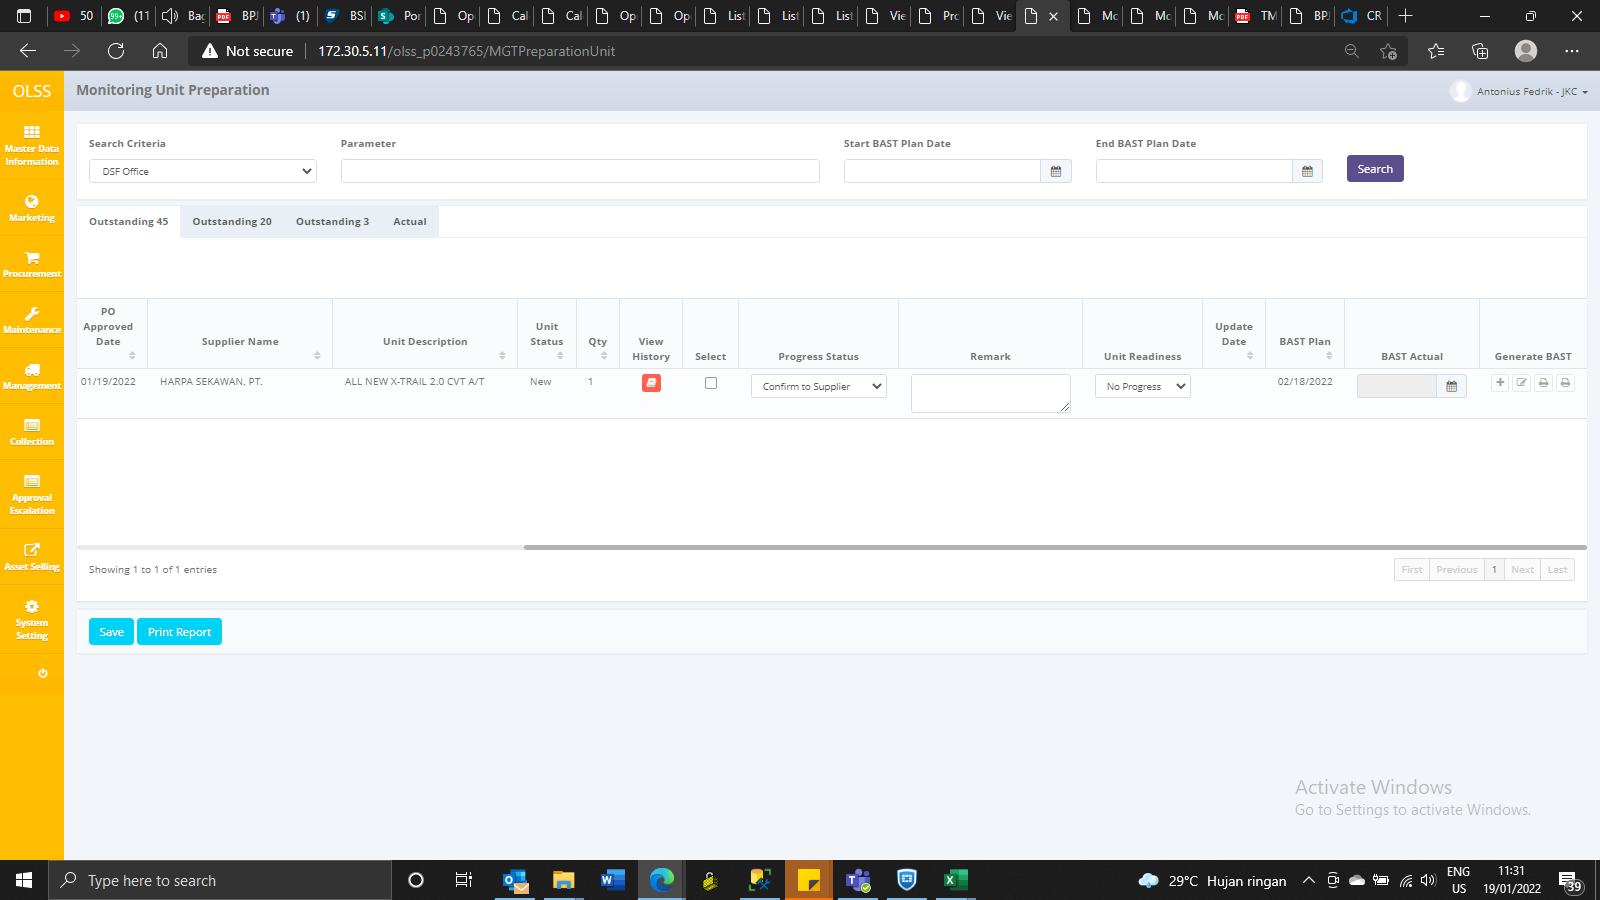 50
99+
(11
Bac
BPJ
(1)
BSI
Por
Op
Cal
Cal
Op
Op
List
List
List
Vie
Pro
Vie
Mc
Mc
Mc
TM
BPJ
CR
Not secure
172.30.5.11/olss_p0243765/MGTPreparationUnit
OLSS
Monitoring Unit Preparation
Antonius Fedrik - JKC
Master Data
Information
Marketing
Procurement
Maintenance
Management
Collection
Approval
Escalation
Asset Selling
System
Setting
Search Criteria
Parameter
Start BAST Plan Date
End BAST Plan Date
DSF Office
Search
Outstanding 45
Outstanding 20
Outstanding 3
Actual
PO
Approved
Date
Supplier Name
Unit Description
Unit
Status
Qty
View
History
Select
Progress Status
Remark
Unit Readiness
Update
Date
BAST Plan
BAST Actual
Generate BAST
01/19/2022
HARPA SEKAWAN, PT.
ALL NEW X-TRAIL 2.0 CVT A/T
New
1
Confirm to Supplier
No Progress
02/18/2022
Showing 1 to 1 of 1 entries
First
Previous
1
Next
Last
Save
Print Report
Activate Windows
Go to Settings to activate Windows.
Type here to search
29°C Hujan ringan
ENG
US
11:31
19/01/2022
39